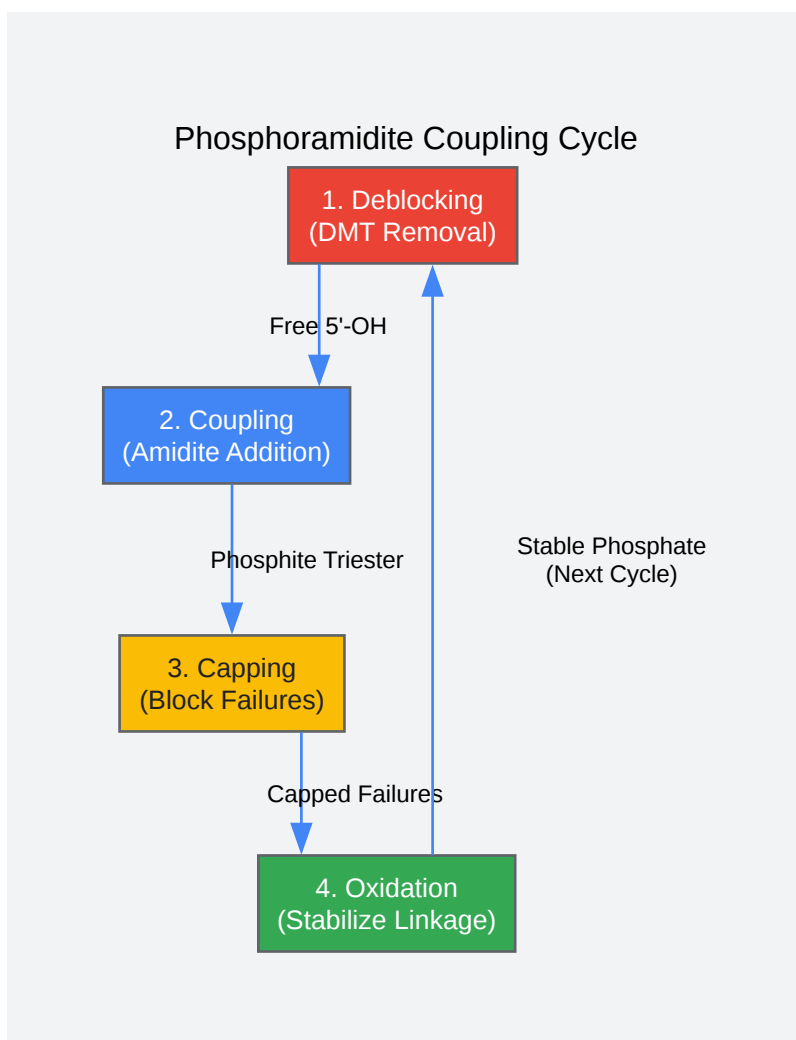 Phosphoramidite Coupling Cycle
1. Deblocking
(DMT Removal)
Free 5'-OH
2. Coupling
(Amidite Addition)
Phosphite Triester
Stable Phosphate
(Next Cycle)
3. Capping
(Block Failures)
Capped Failures
4. Oxidation
(Stabilize Linkage)